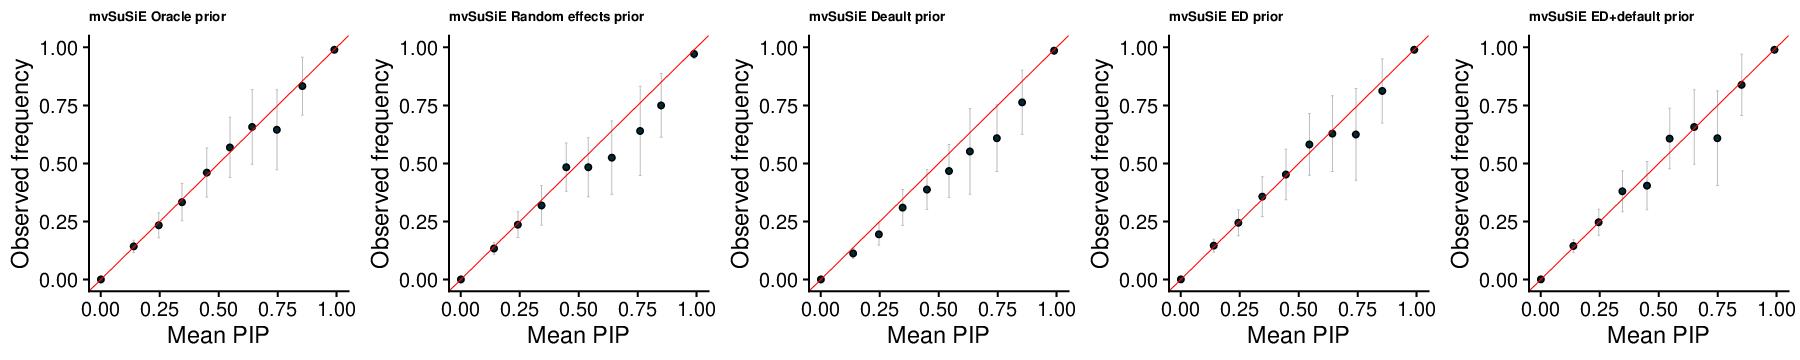 mvSuSiE Oracle prior
1.00
0.75
0.50
0.25
0.00
Observed frequency
0.00 0.25 0.50 0.75 1.00
Mean PIP
mvSuSiE Random effects prior
1.00
0.75
0.50
0.25
0.00
Observed frequency
0.00 0.25 0.50 0.75 1.00
Mean PIP
mvSuSiE Deault prior
1.00
0.75
0.50
0.25
0.00
Observed frequency
0.00 0.25 0.50 0.75 1.00
Mean PIP
mvSuSiE ED prior
1.00
0.75
0.50
0.25
0.00
Observed frequency
0.00 0.25 0.50 0.75 1.00
Mean PIP
mvSuSiE ED+default prior
1.00
0.75
0.50
0.25
0.00
Observed frequency
0.00 0.25 0.50 0.75 1.00
Mean PIP